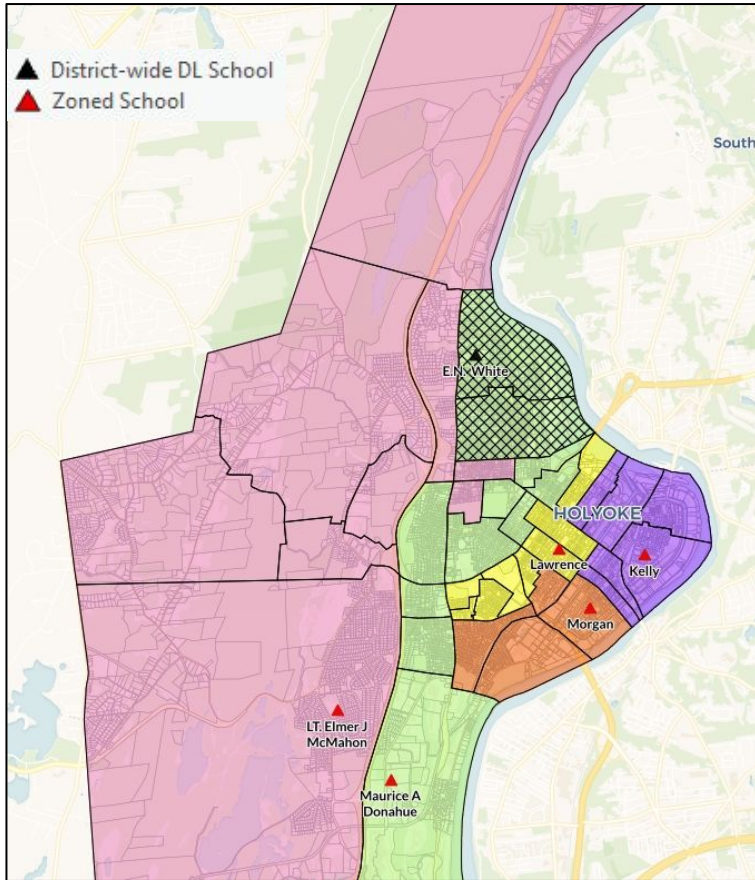 District-wide DL School
Zoned School
South
E.N. White
HOLYOKE
Lawrence
Kelly
Morgan
LT. Elmer J
McMahon
Maurice A
Donahue